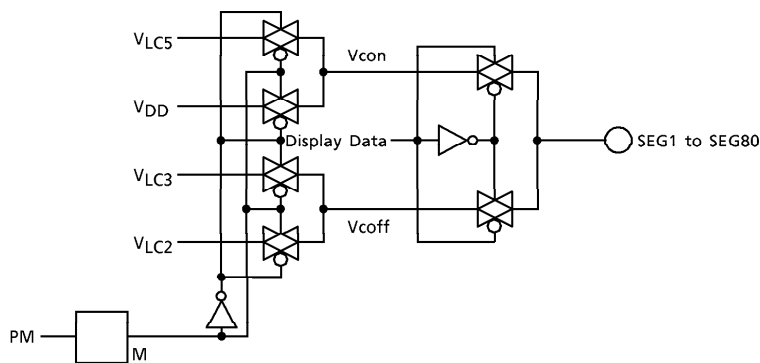 VLC5
Vcon
VDD
Display Data
SEG1 to SEG80
VLC3
Vcoff
VLC2
PM
M